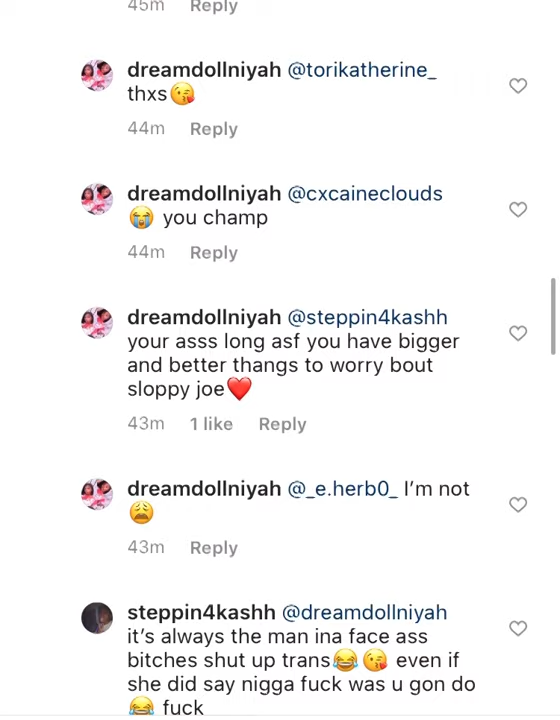 45m Reply
dreamdollniyah @torikatherine_
thxs😘
44m Reply
dreamdollniyah @cxcaineclouds
😭 you champ
44m Reply
dreamdollniyah @steppin4kashh
your asss long asf you have bigger
and better thangs to worry bout
sloppy joe❤️
43m 1 like Reply
dreamdollniyah @_e.herb0_ I’m not
😩
43m Reply
steppin4kashh @dreamdollniyah
it’s always the man ina face ass
bitches shut up trans😂😘 even if
she did say nigga fuck was u gon do
😂 fuck